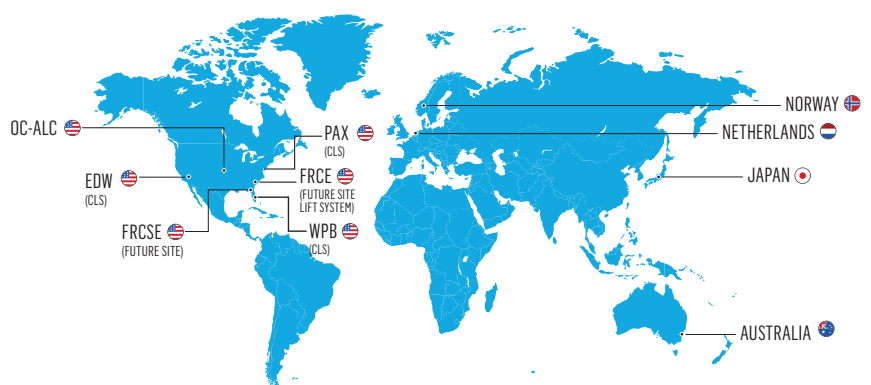 OC-ALC
EDW
(CLS)
FRCSE
(FUTURE SITE)
PAX
(CLS)
FRCE
(FUTURE SITE
LIFT SYSTEM)
WPB
(CLS)
NORWAY
NETHERLANDS
JAPAN
AUSTRALIA